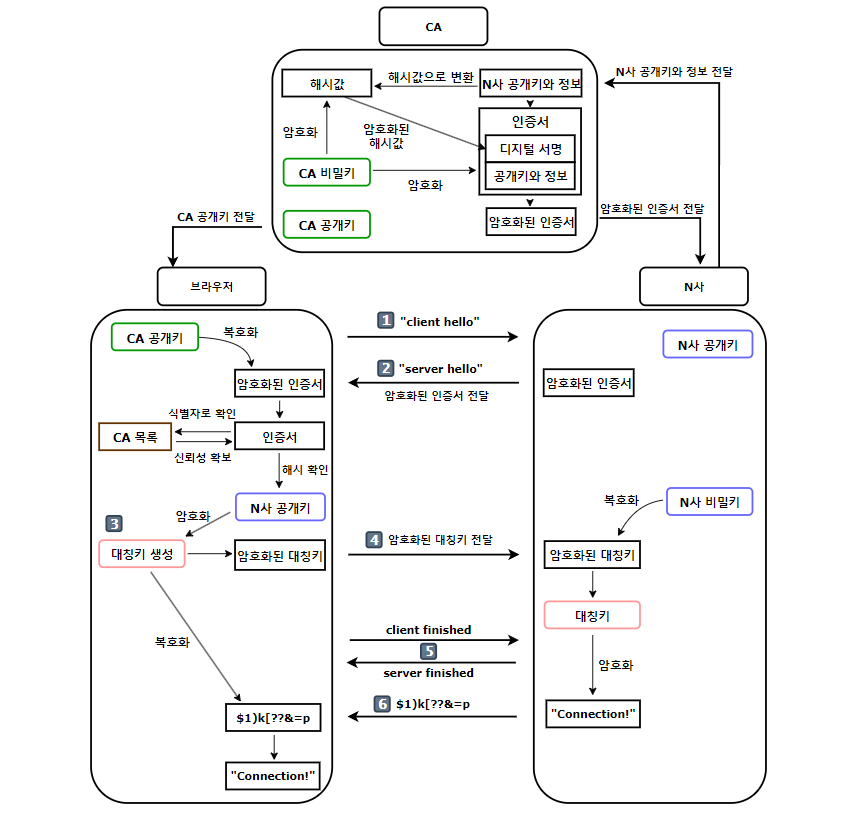 CA
해시값
해시값으로 변환
N사 공개키와 정보
N사 공개키와 정보 전달
암호화
암호화된
해시값
인증서
디지털 서명
공개키와 정보
CA 비밀키
암호화
CA 공개키
암호화된 인증서
암호화된 인증서 전달
CA 공개키 전달
브라우저
N사
CA 공개키
복호화
1 "client hello"
N사 공개키
암호화된 인증서
2 "server hello"
암호화된 인증서 전달
암호화된 인증서
식별자로 확인
CA 목록
인증서
신뢰성 확보
해시 확인
N사 공개키
암호화
3
대칭키 생성
암호화된 대칭키
4 암호화된 대칭키 전달
복호화
N사 비밀키
암호화된 대칭키
대칭키
client finished
5
server finished
복호화
암호화
6 $1)k[??&=p
$1)k[??&=p
"Connection!"
"Connection!"